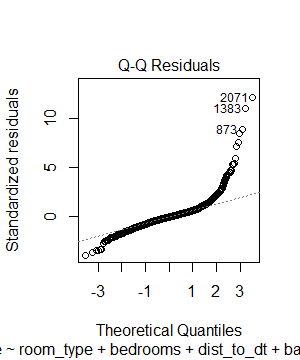 Q-Q Residuals
Standardized residuals
10
5
0
2071
1383
873
-3
-1
1
2
3
Theoretical Quantiles
e ~ room_type + bedrooms + dist_to_dt + ba